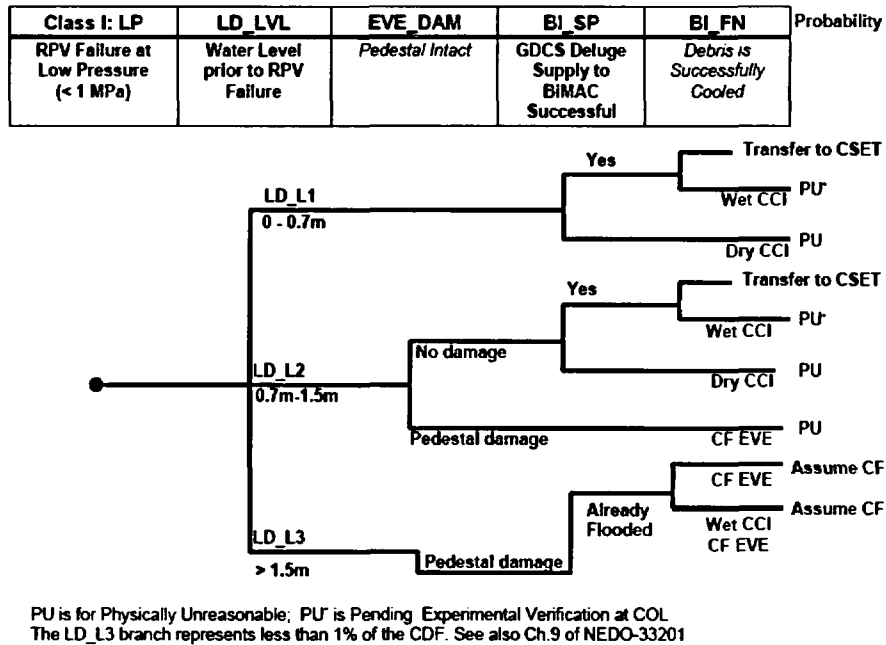 Class I: LP LD_LVL EVE_DAM BI_SP BI_FN Probability
RPV Failure at Low Pressure (< 1 MPa)
Water Level prior to RPV Failure
Pedestal Intact
GDCS Deluge Supply to BiMAC Successful
Debris is Successfully Cooled
Yes
Transfer to CSET
LD_L1
0 - 0.7m
Wet CCI
PU-
Dry CCI
PU
Yes
Transfer to CSET
Wet CCI
PU-
No damage
LD_L2
0.7m-1.5m
Dry CCI
PU
Pedestal damage
CF EVE
PU
CF EVE
Assume CF
Already
Flooded
Wet CCI
CF EVE
Assume CF
LD_L3
> 1.5m
Pedestal damage
PU is for Physically Unreasonable; PU- is Pending Experimental Verification at COL
The LD_L3 branch represents less than 1% of the CDF. See also Ch.9 of NEDO-33201